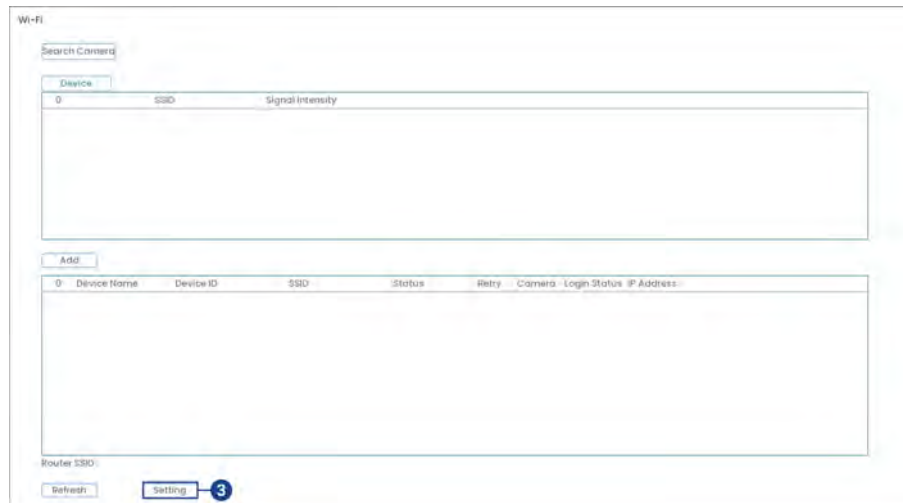 Wi-Fi
Search Camera
Device
0 SSID Signal Intensity
Add
0 Device Name Device ID SSID Status Retry Camera Login Status IP Address
Router SSID
Refresh Setting 3